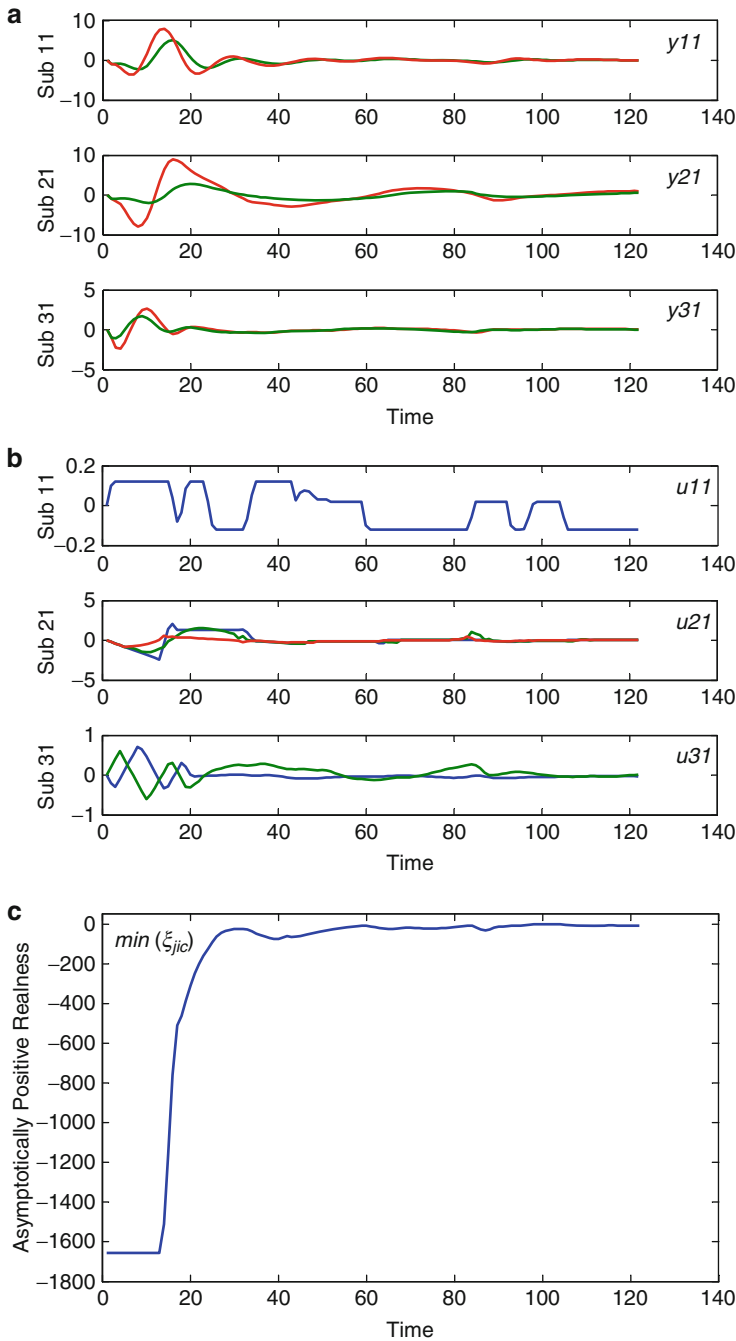 a
10
0
−10
Sub 11
y11
0 20 40 60 80 100 120 140
10
0
−10
Sub 21
y21
0 20 40 60 80 100 120 140
5
0
−5
Sub 31
y31
0 20 40 60 80 100 120 140
Time
b
0.2
0
−0.2
Sub 11
u11
0 20 40 60 80 100 120 140
5
0
−5
Sub 21
u21
0 20 40 60 80 100 120 140
1
0
−1
Sub 31
u31
0 20 40 60 80 100 120 140
Time
c
min (ξjic)
0
−200
−400
−600
−800
−1000
−1200
−1400
−1600
−1800
Asymptotically Positive Realness
0 20 40 60 80 100 120 140
Time